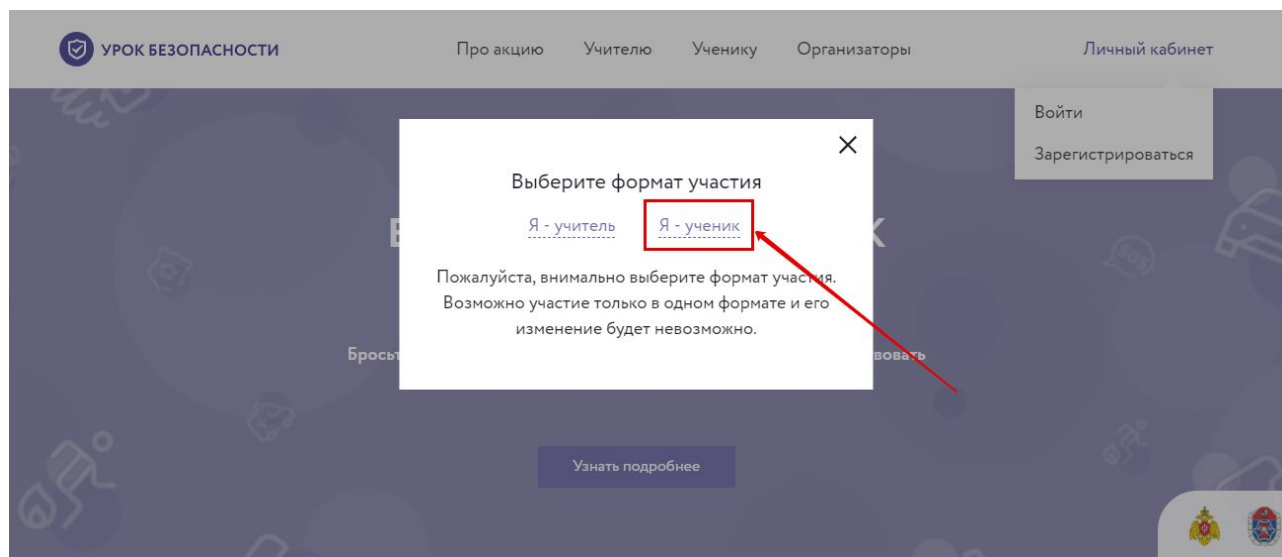 УРОК БЕЗОПАСНОСТИ
Про акцию Учителю Ученику Организаторы Личный кабинет
Войти
Зарегистрироваться
Выберите формат участия
Я - учитель Я - ученик
Пожалуйста, внимально выберите формат участия.
Возможно участие только в одном формате и его
изменение будет невозможно.
Узнать подробнее